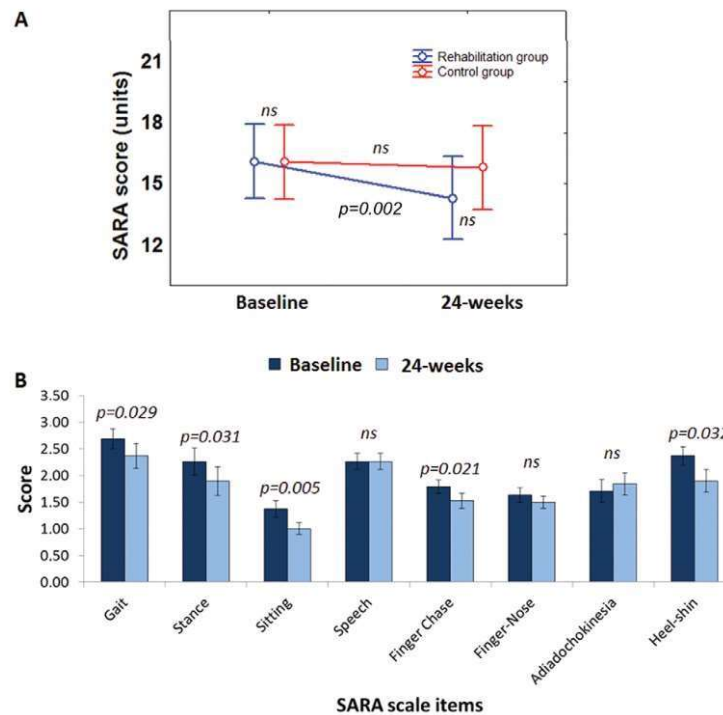 A
SARA score (units)
21
18
15
12
Rehabilitation group
Control group
ns
ns
p=0.002
ns
Baseline
24-weeks
Baseline 24-weeks
B
Score
3.50
3.00
2.50
2.00
1.50
1.00
0.50
0.00
p=0.029
p=0.031
p=0.005
ns
p=0.021
ns
ns
p=0.032
Gait
Stance
Sitting
Speech
Finger Chase
Finger-Nose
Adiadochokinesia
Heel-shin
SARA scale items